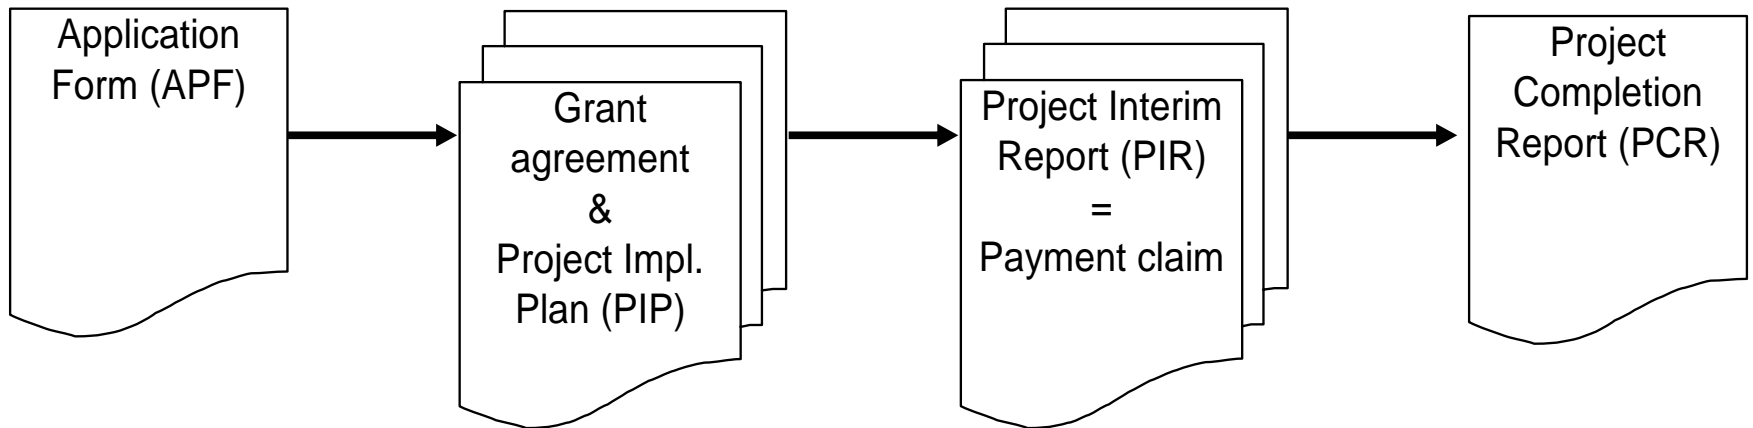 Application
Form (APF)
Grant
agreement
&
Project Impl.
Plan (PIP)
Project Interim
Report (PIR)
=
Payment claim
Project
Completion
Report (PCR)